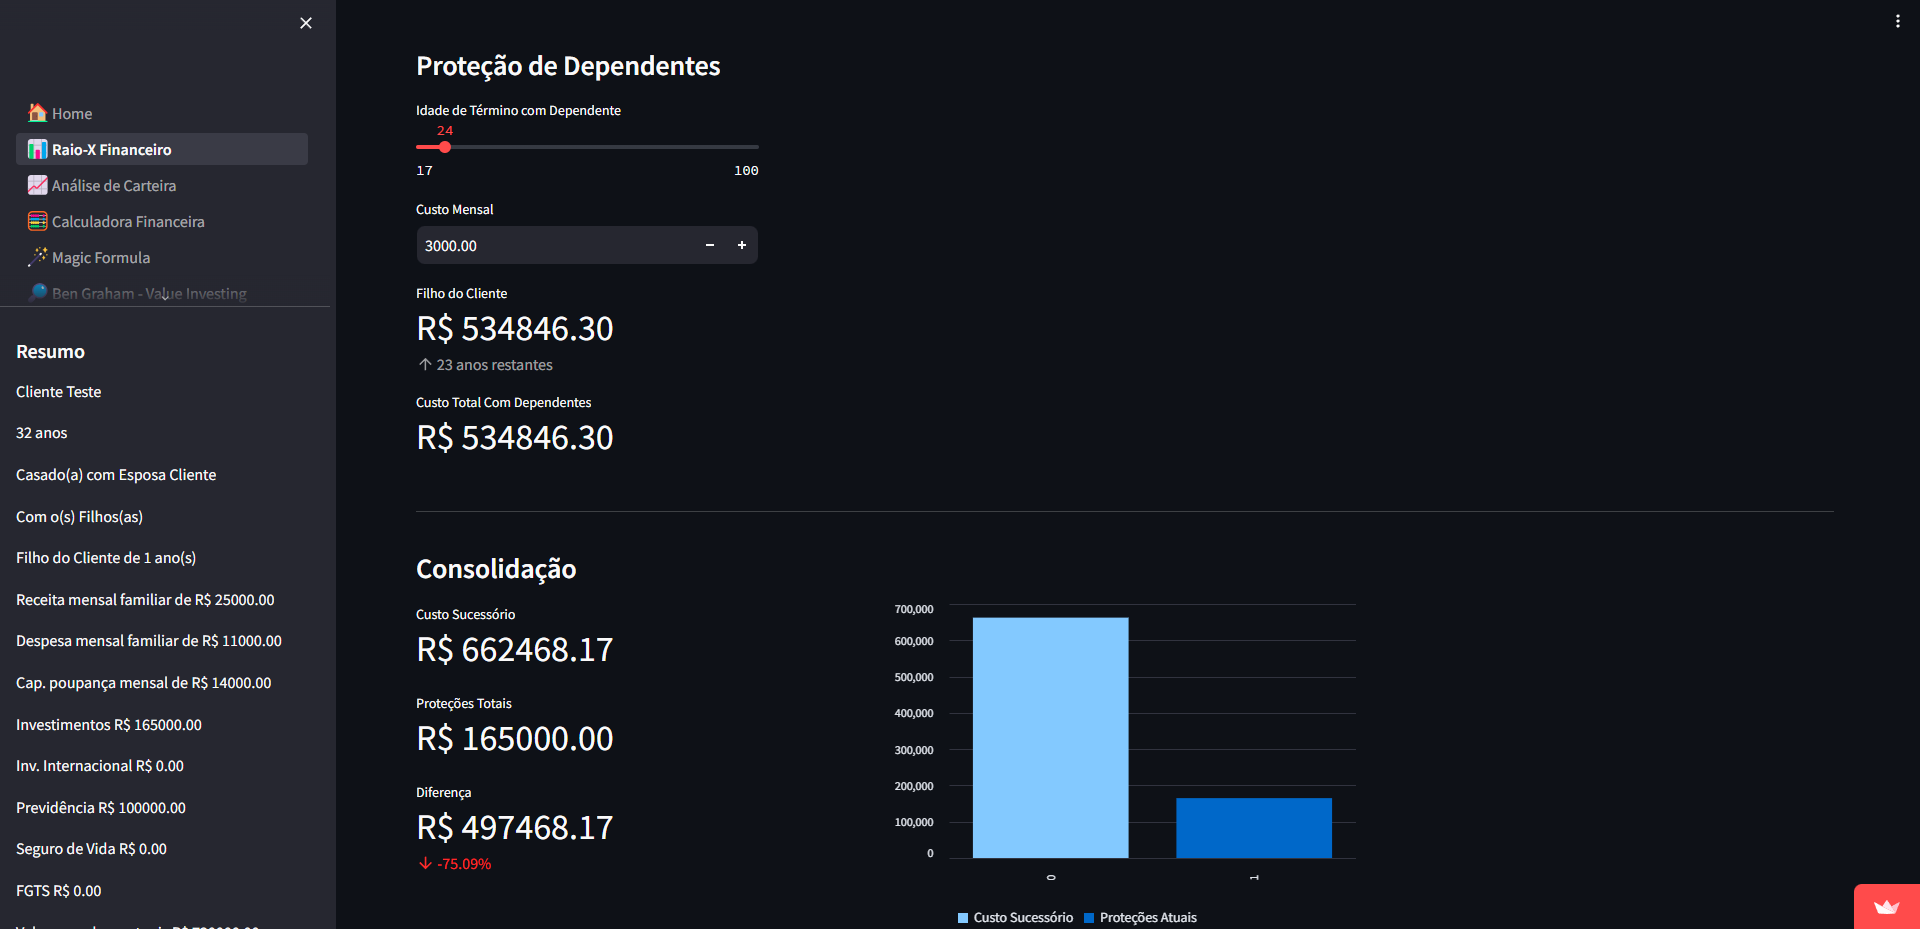 Home
Raio-X Financeiro
Análise de Carteira
Calculadora Financeira
Magic Formula
Ben Graham - Value Investing
Resumo
Cliente Teste
32 anos
Casado(a) com Esposa Cliente
Com o(s) Filhos(as)
Filho do Cliente de 1 ano(s)
Receita mensal familiar de R$ 25000.00
Despesa mensal familiar de R$ 11000.00
Cap. poupança mensal de R$ 14000.00
Investimentos R$ 165000.00
Inv. Internacional R$ 0.00
Previdência R$ 100000.00
Seguro de Vida R$ 0.00
FGTS R$ 0.00
Proteção de Dependentes
Idade de Término com Dependente
24
17 100
Custo Mensal
3000.00
Filho do Cliente
R$ 534846.30
↑ 23 anos restantes
Custo Total Com Dependentes
R$ 534846.30
Consolidação
Custo Sucessório
R$ 662468.17
Proteções Totais
R$ 165000.00
Diferença
R$ 497468.17
↓ -75.09%
700,000
600,000
500,000
400,000
300,000
200,000
100,000
0
0 1
Custo Sucessório Proteções Atuais